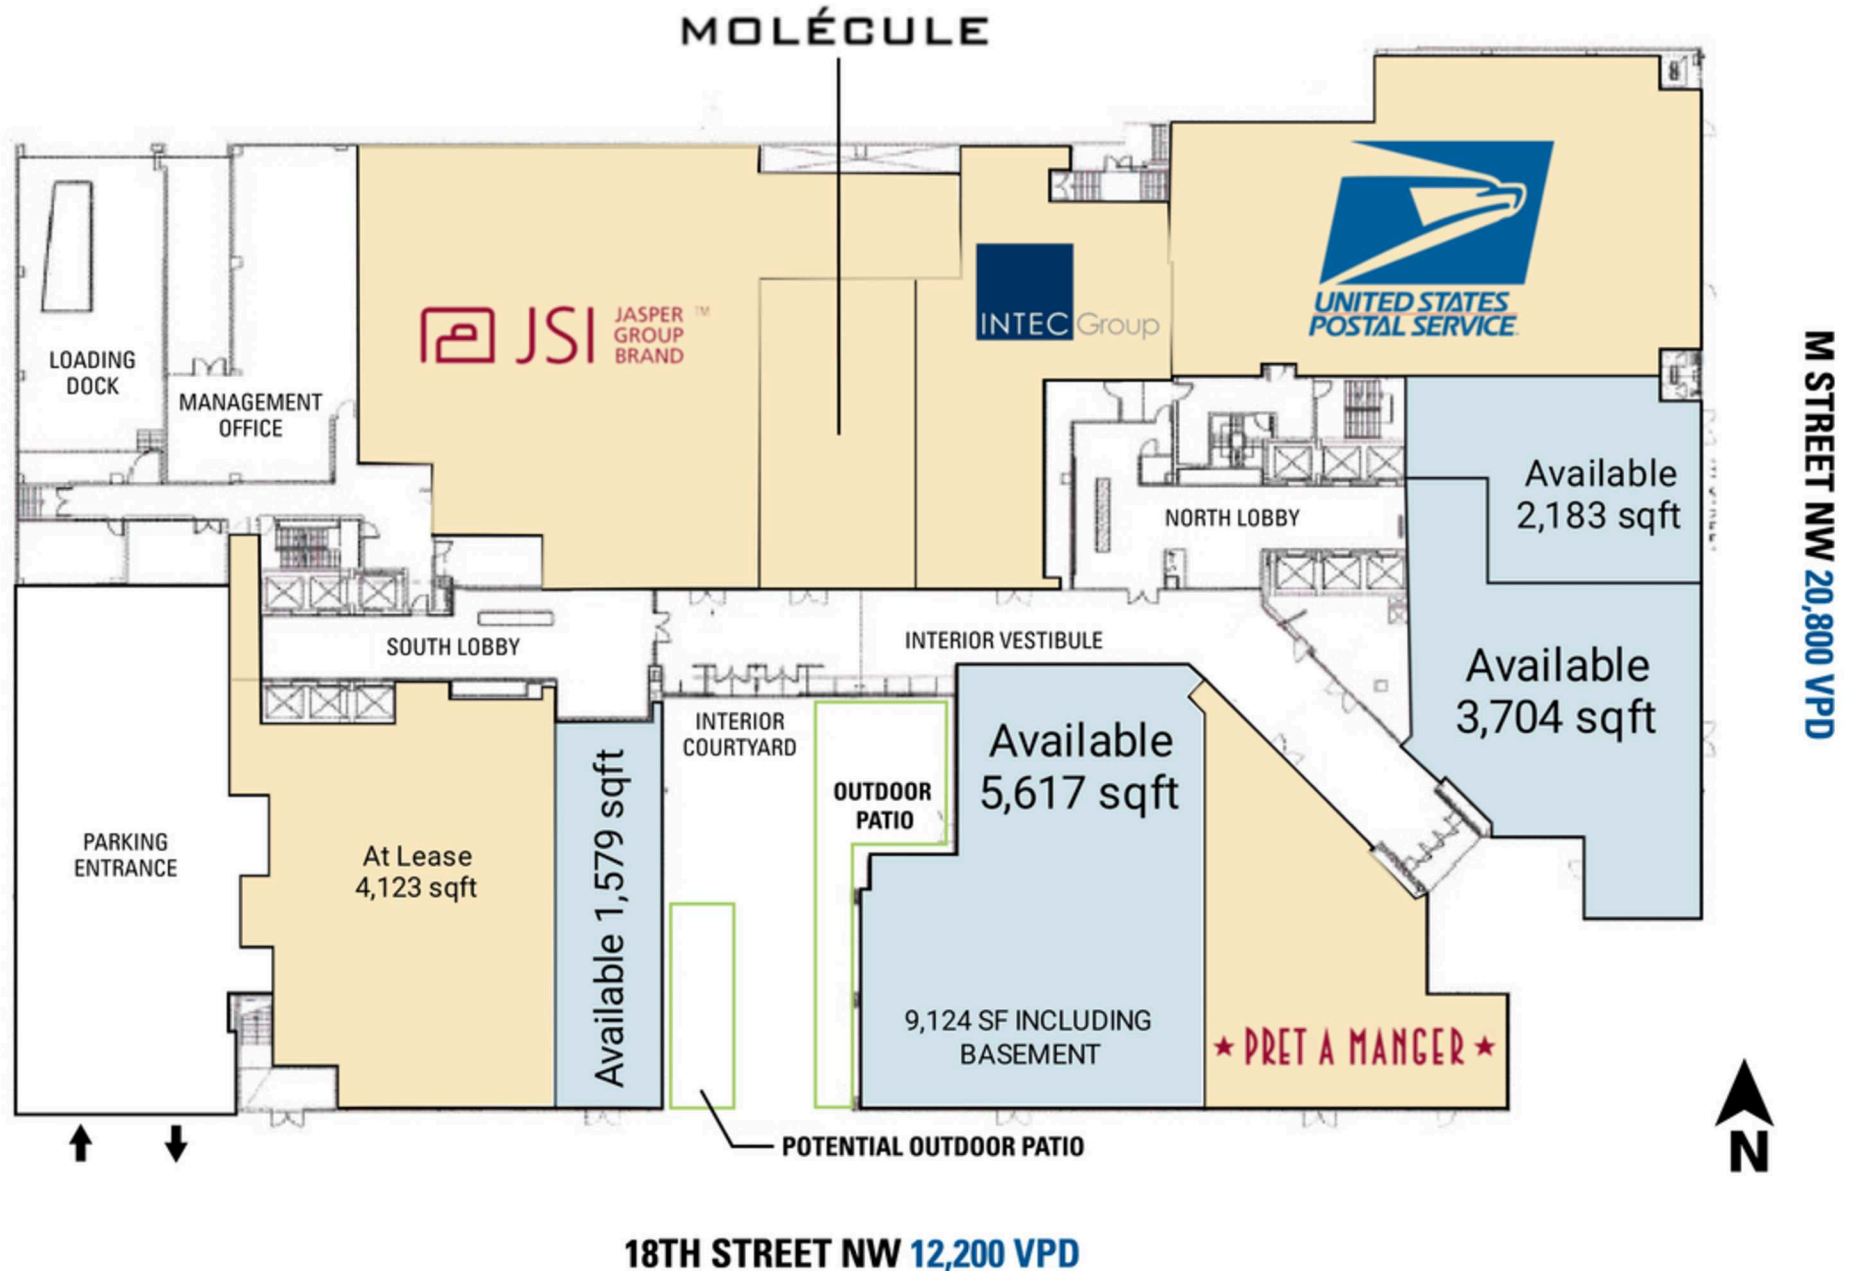 MOLÉCULE
JSI
JASPER
GROUP
BRAND
TM
INTEC Group
UNITED STATES
POSTAL SERVICE
LOADING
DOCK
MANAGEMENT
OFFICE
Available
2,183 sqft
NORTH LOBBY
SOUTH LOBBY
INTERIOR VESTIBULE
Available
3,704 sqft
M STREET NW 20,800 VPD
PARKING
ENTRANCE
At Lease
4,123 sqft
Available 1,579 sqft
INTERIOR
COURTYARD
OUTDOOR
PATIO
Available
5,617 sqft
9,124 SF INCLUDING
BASEMENT
★ PRET A MANGER ★
POTENTIAL OUTDOOR PATIO
N
18TH STREET NW 12,200 VPD